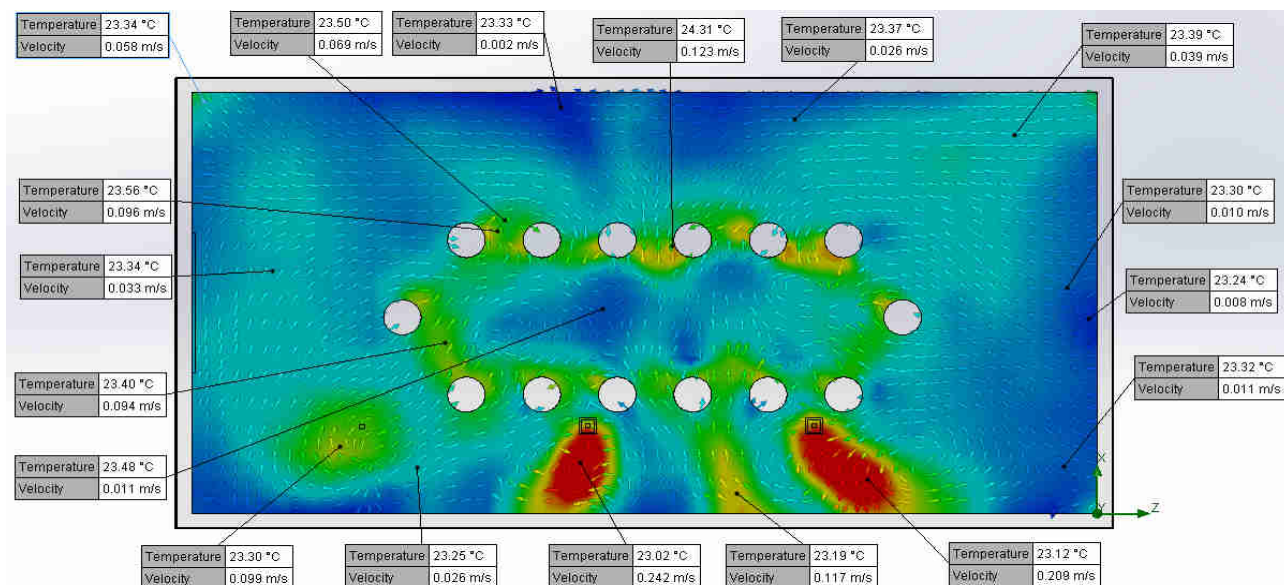 Temperature 23.34 °C
Velocity 0.058 m/s
Temperature 23.50 °C
Velocity 0.069 m/s
Temperature 23.33 °C
Velocity 0.002 m/s
Temperature 24.31 °C
Velocity 0.123 m/s
Temperature 23.37 °C
Velocity 0.026 m/s
Temperature 23.39 °C
Velocity 0.039 m/s
Temperature 23.56 °C
Velocity 0.096 m/s
Temperature 23.30 °C
Velocity 0.010 m/s
Temperature 23.34 °C
Velocity 0.033 m/s
Temperature 23.24 °C
Velocity 0.008 m/s
Temperature 23.40 °C
Velocity 0.094 m/s
Temperature 23.32 °C
Velocity 0.011 m/s
Temperature 23.48 °C
Velocity 0.011 m/s
X
Y
Z
Temperature 23.30 °C
Velocity 0.099 m/s
Temperature 23.25 °C
Velocity 0.026 m/s
Temperature 23.02 °C
Velocity 0.242 m/s
Temperature 23.19 °C
Velocity 0.117 m/s
Temperature 23.12 °C
Velocity 0.209 m/s